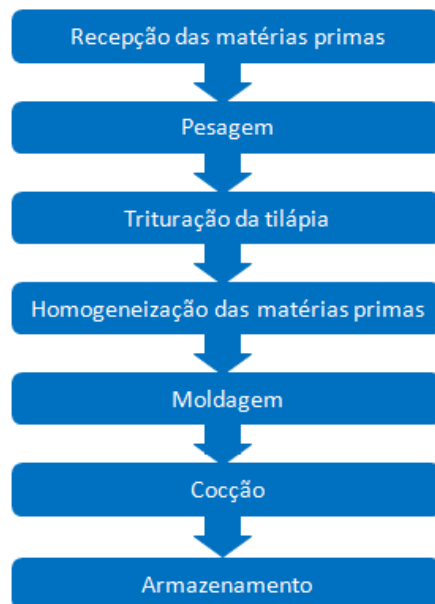 Recepção das matérias primas
Pesagem
Trituração da tilápia
Homogeneização das matérias primas
Moldagem
Cocção
Armazenamento